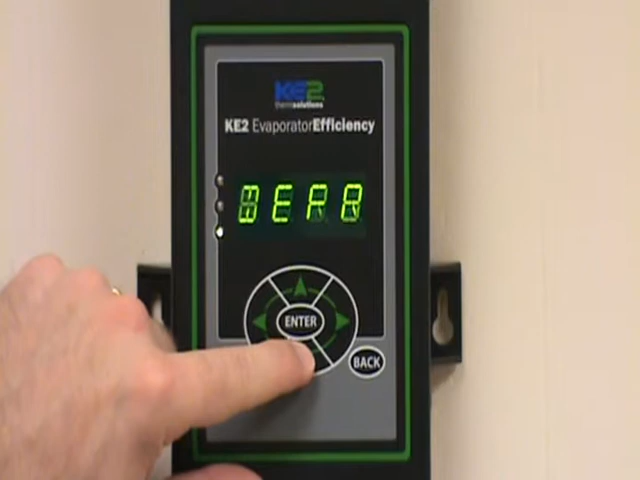 KE2
thermsolutions
KE2 EvaporatorEfficiency
ENTER
BACK